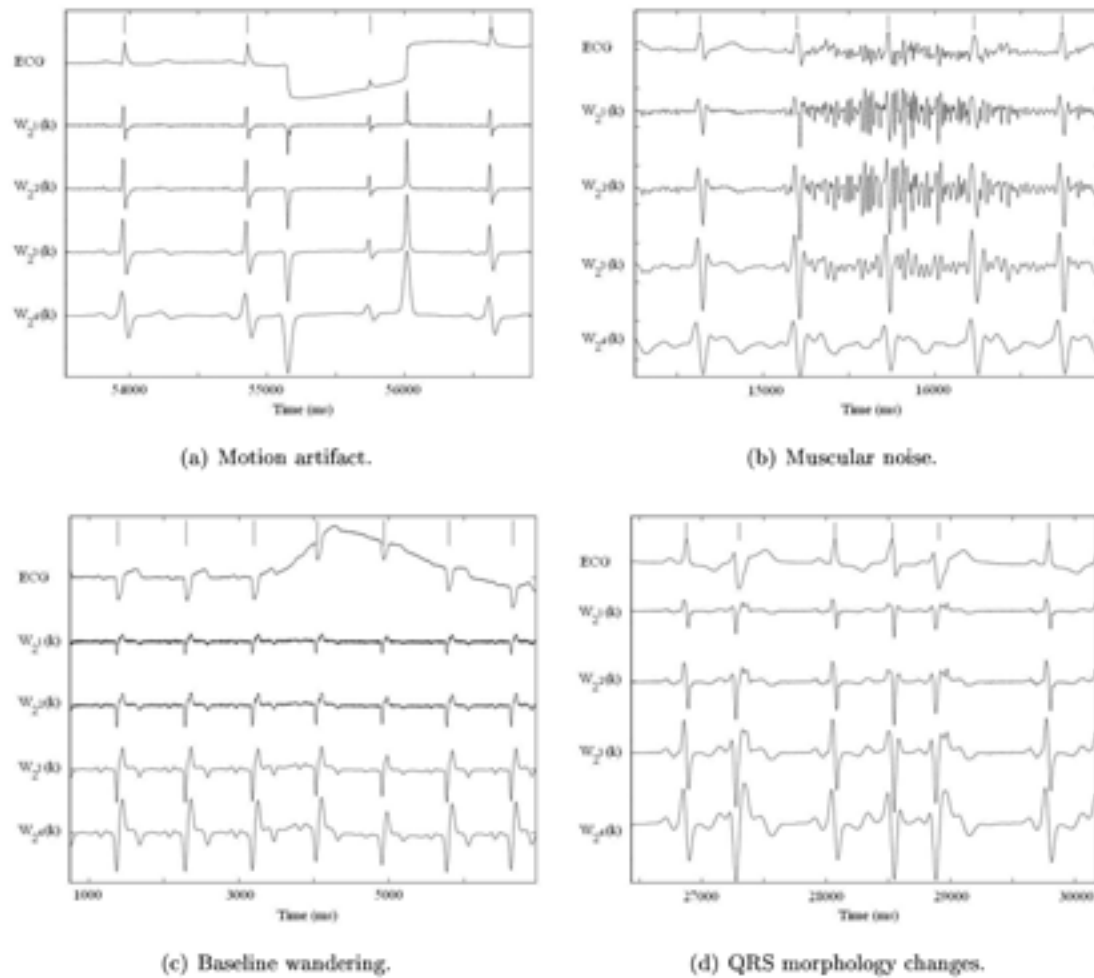 ECG
W₂1(k)
W₂2(k)
W₂3(k)
W₂4(k)
54000 55000 56000
Time (ms)
(a) Motion artifact.
ECG
W₂1(k)
W₂2(k)
W₂3(k)
W₂4(k)
15000 16000
Time (ms)
(b) Muscular noise.
ECG
W₂1(k)
W₂2(k)
W₂3(k)
W₂4(k)
1000 3000 5000
Time (ms)
(c) Baseline wandering.
ECG
W₂1(k)
W₂2(k)
W₂3(k)
W₂4(k)
27000 28000 29000 30000
Time (ms)
(d) QRS morphology changes.